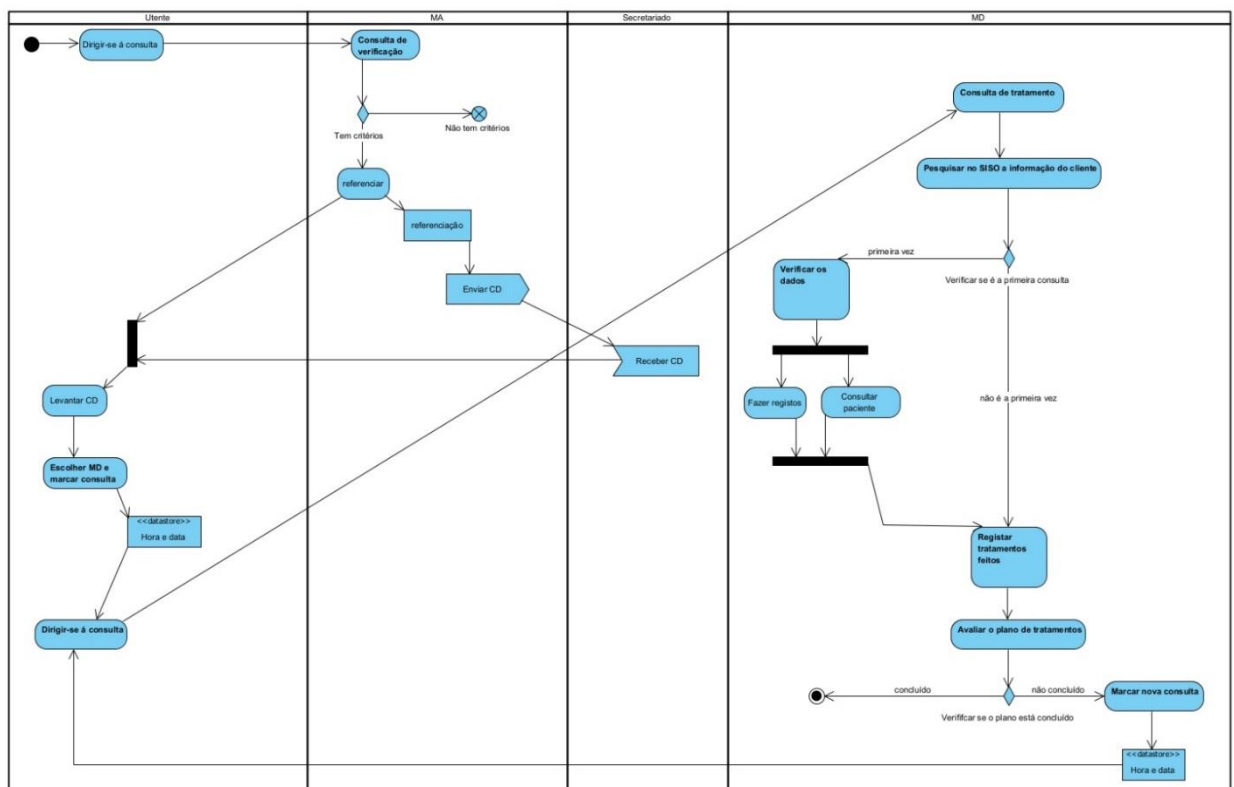 Utente
MA
Secretariado
MD
Dirigir-se á consulta
Consulta de
verificação
Não tem critérios
Tem critérios
referenciar
referenciação
Enviar CD
Receber CD
Levantar CD
Escolher MD e
marcar consulta
<<datastore>>
Hora e data
Dirigir-se á consulta
Consulta de tratamento
Pesquisar no SISO a informação do cliente
primeira vez
Verificar se é a primeira consulta
Verificar os
dados
Fazer registos
Consultar
paciente
não é a primeira vez
Registar
tratamentos
feitos
Avaliar o plano de tratamentos
concluído
não concluído
Verififcar se o plano está concluído
Marcar nova consulta
<<datastore>>
Hora e data